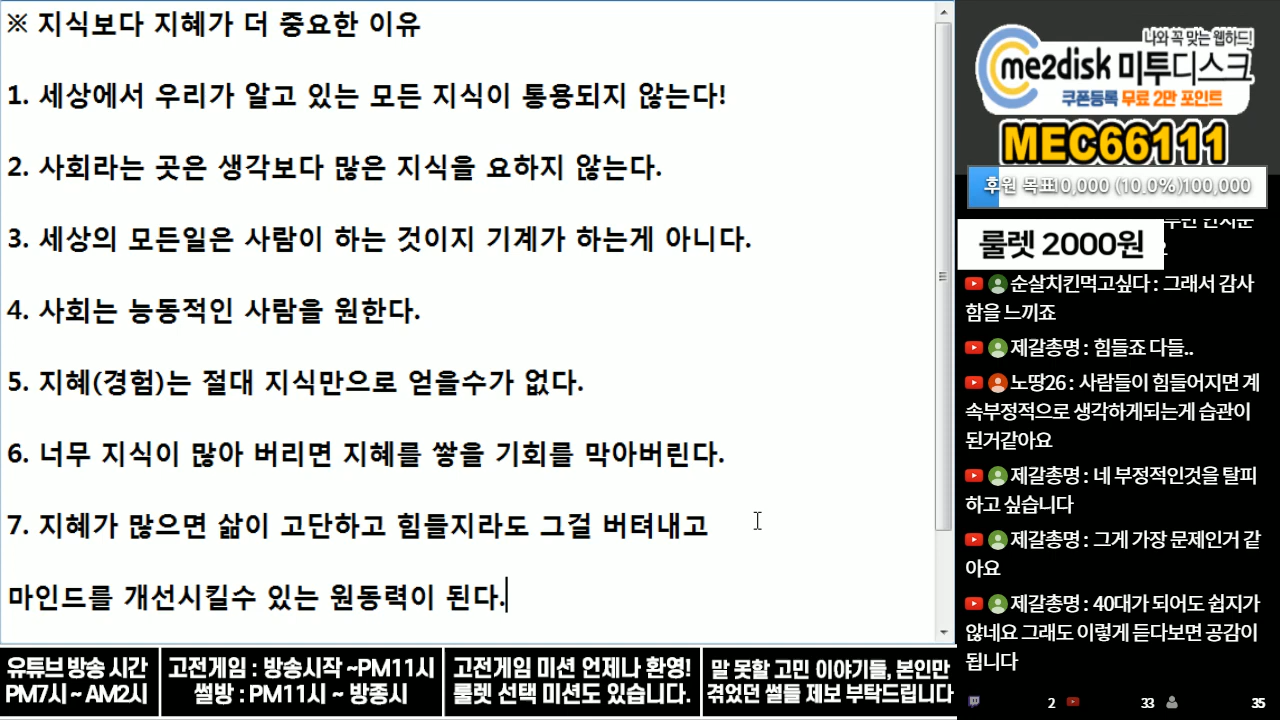 ※ 지식보다 지혜가 더 중요한 이유
1. 세상에서 우리가 알고 있는 모든 지식이 통용되지 않는다!
2. 사회라는 곳은 생각보다 많은 지식을 요하지 않는다.
3. 세상의 모든일은 사람이 하는 것이지 기계가 하는게 아니다.
4. 사회는 능동적인 사람을 원한다.
5. 지혜(경험)는 절대 지식만으로 얻을수가 없다.
6. 너무 지식이 많아 버리면 지혜를 쌓을 기회를 막아버린다.
7. 지혜가 많으면 삶이 고단하고 힘들지라도 그걸 버텨내고
마인드를 개선시킬수 있는 원동력이 된다.
나와 꼭 맞는 웹하드!
me2disk 미투디스크
쿠폰등록 무료 2만 포인트
MEC66111
후원 목표10,000 (10.0%)100,000
룰렛 2000원
순살치킨먹고싶다 : 그래서 감사
함을 느끼죠
제갈총명 : 힘들죠 다들..
노땅26 : 사람들이 힘들어지면 계
속부정적으로 생각하게되는게 습관이
된거같아요
제갈총명 : 네 부정적인것을 탈피
하고 싶습니다
제갈총명 : 그게 가장 문제인거 같
아요
제갈총명 : 40대가 되어도 쉽지가
않네요 그래도 이렇게 듣다보면 공감이
됩니다
2 33 35
유튜브 방송 시간
PM7시 ~ AM2시
고전게임 : 방송시작 ~PM11시
썰방 : PM11시 ~ 방종시
고전게임 미션 언제나 환영!
룰렛 선택 미션도 있습니다.
말 못할 고민 이야기들, 본인만
겪었던 썰들 제보 부탁드립니다